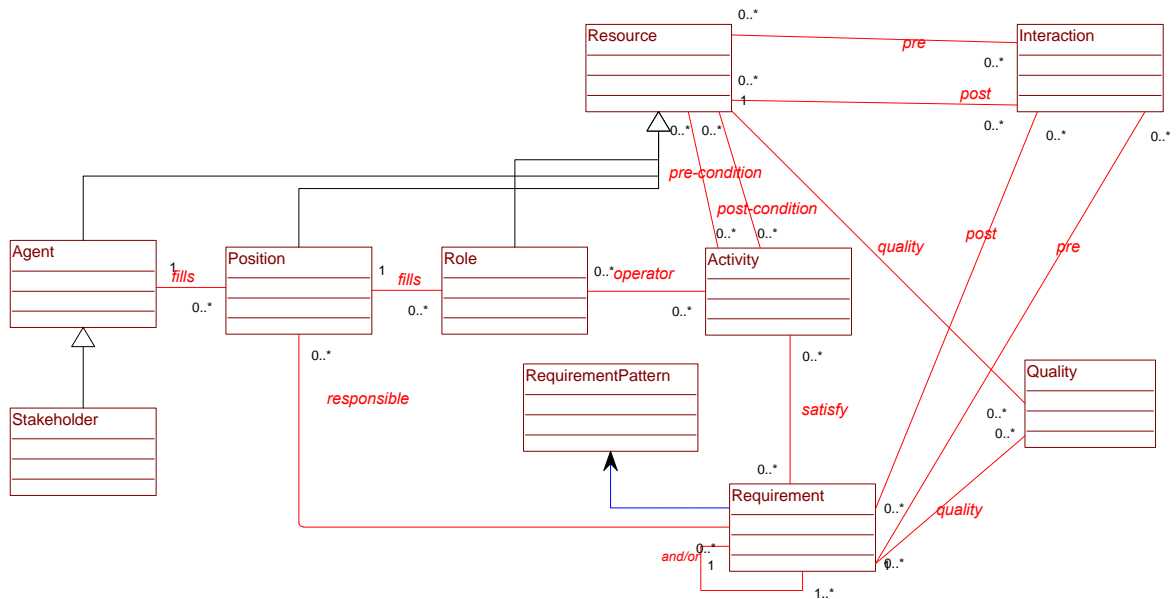 0..*
Resource
Interaction
pre
0..*
0..*
1
post
0..*
0..*
0..*
0..*
0..*
pre-condition
post-condition
Agent
Position
Role
Activity
0..*
0..*
quality
post
pre
1
fills
0..*
1
fills
0..*
0..*
operator
0..*
0..*
0..*
RequirementPattern
Quality
responsible
Stakeholder
satisfy
0..*
0..*
0..*
Requirement
0..*
quality
and/or
0..*
1
1
0..*
1..*